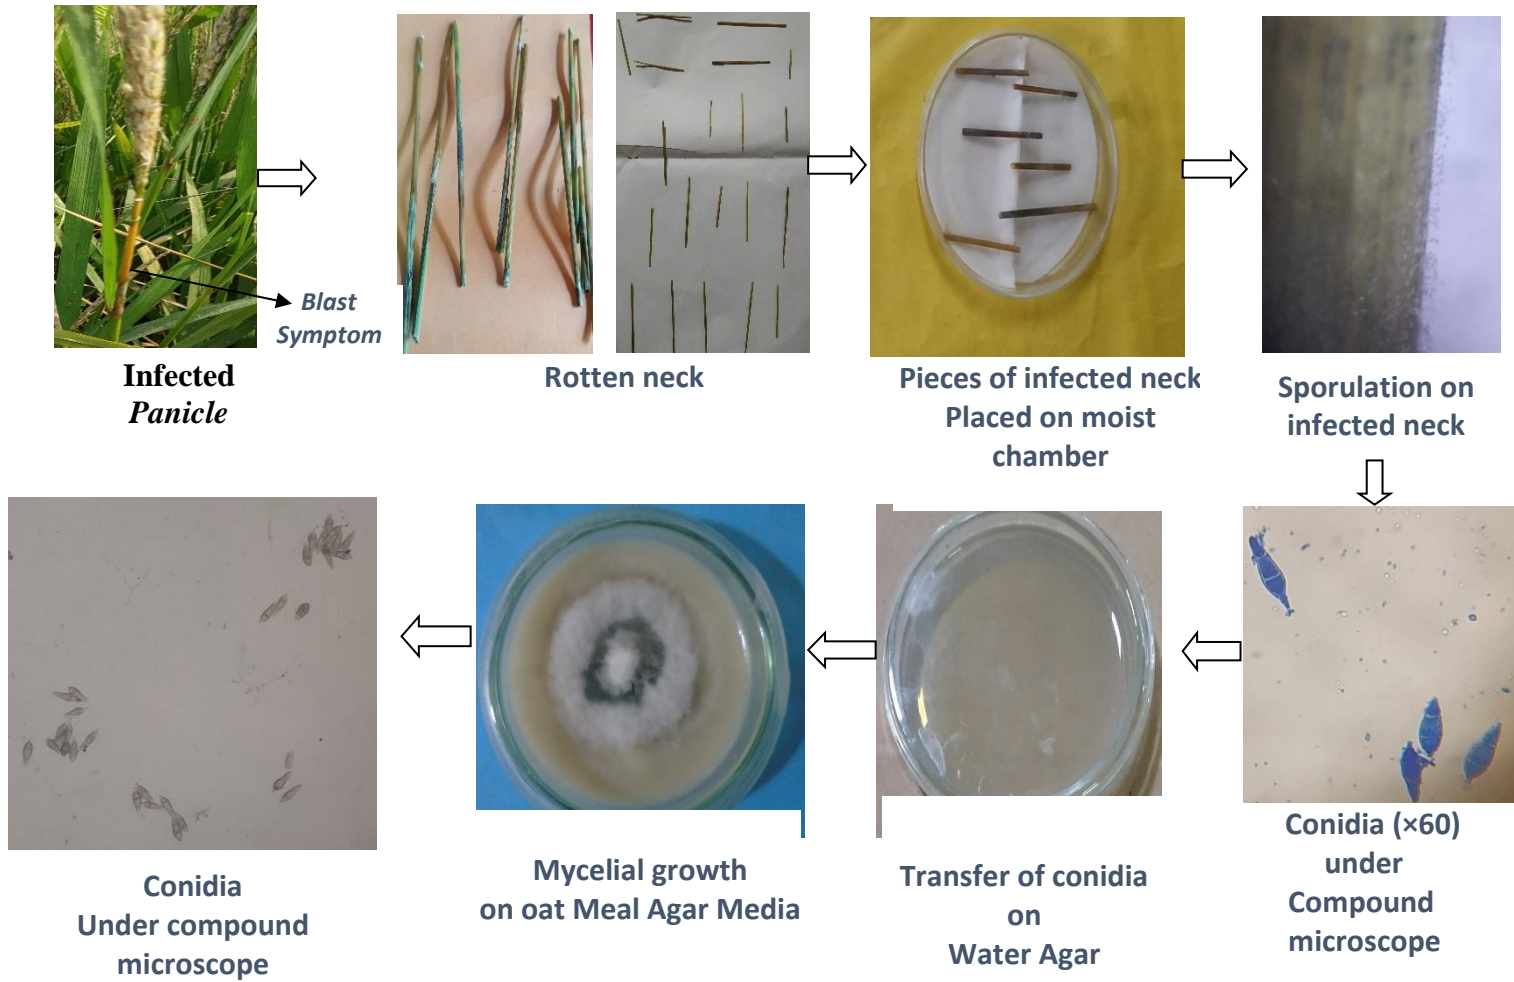 Blast
Symptom
Infected
Panicle
Rotten neck
Pieces of infected neck
Placed on moist
chamber
Sporulation on
infected neck
Conidia (×60)
under
Compound
microscope
Transfer of conidia
on
Water Agar
Mycelial growth
on oat Meal Agar Media
Conidia
Under compound
microscope